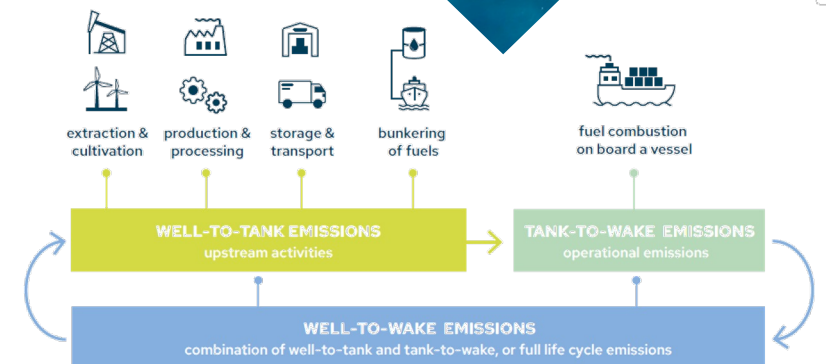 extraction &
cultivation
production &
processing
storage &
transport
bunkering
of fuels
fuel combustion
on board a vessel
WELL-TO-TANK EMISSIONS
upstream activities
TANK-TO-WAKE EMISSIONS
operational emissions
WELL-TO-WAKE EMISSIONS
combination of well-to-tank and tank-to-wake, or full life cycle emissions